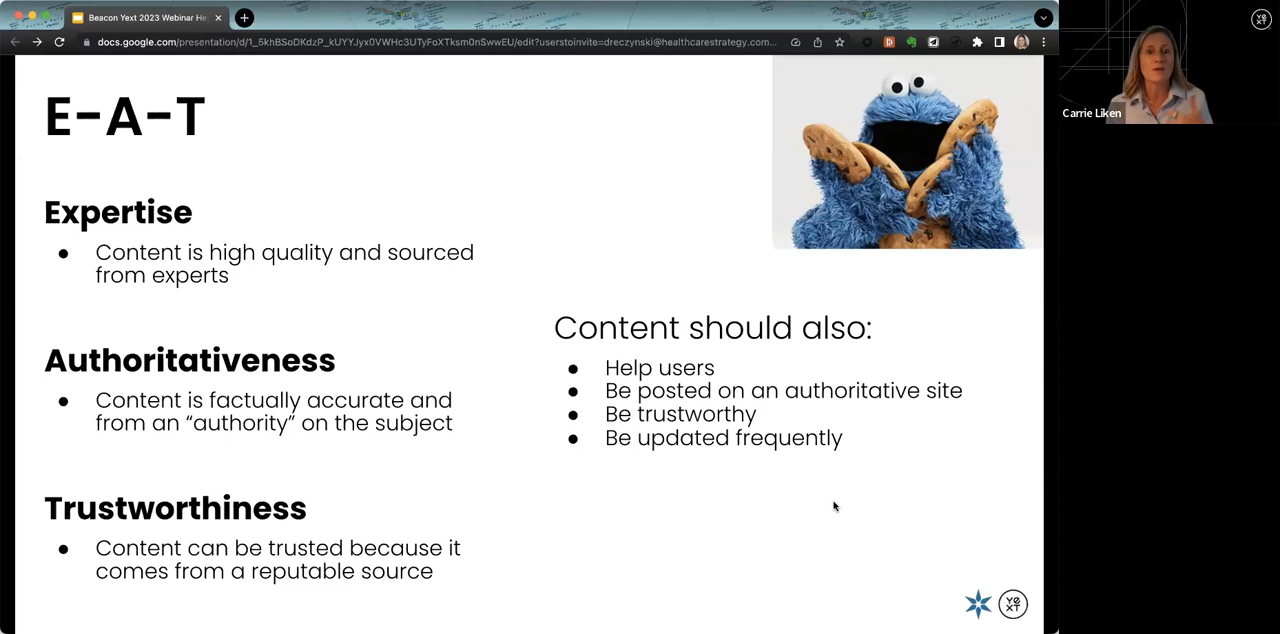 Beacon Yext 2023 Webinar He
docs.google.com/presentation/d/1_5khBSoDKdzP_kUYYJyx0VWHc3UTyFoXTksm0nSwwEU/edit?userstoinvite=dreczynski@healthcarestrategy.com...
E-A-T
Expertise
● Content is high quality and sourced
from experts
Authoritativeness
● Content is factually accurate and
from an “authority” on the subject
Trustworthiness
● Content can be trusted because it
comes from a reputable source
Content should also:
● Help users
● Be posted on an authoritative site
● Be trustworthy
● Be updated frequently
yext
Carrie Liken
yext